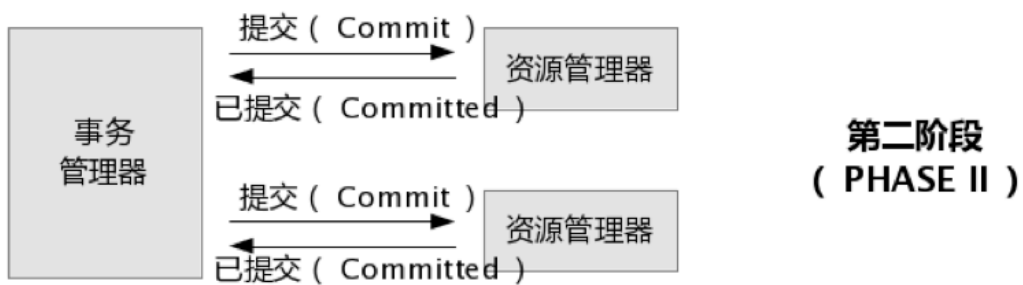 提交（ Commit ）
资源管理器
已提交（ Committed ）
事务
管理器
第二阶段
（ PHASE II ）
提交（ Commit ）
资源管理器
已提交（ Committed ）